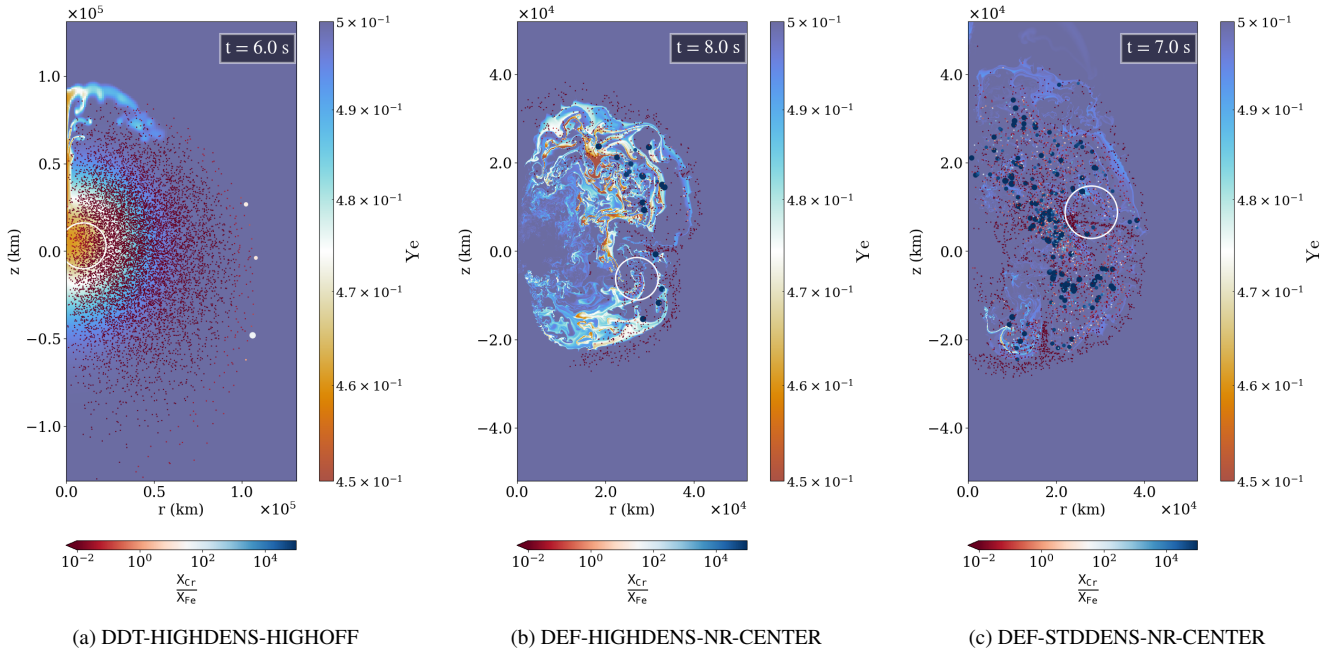 ×10⁵
t = 6.0 s
1.0
0.5
0.0
−0.5
−1.0
z (km)
0.0
0.5
1.0
r (km)
×10⁵
5 × 10⁻¹
4.9 × 10⁻¹
4.8 × 10⁻¹
4.7 × 10⁻¹
4.6 × 10⁻¹
4.5 × 10⁻¹
Ye
10⁻²
10⁰
10²
10⁴
X_Cr
X_Fe
(a) DDT-HIGHDENS-HIGHOFF
×10⁴
t = 8.0 s
4.0
2.0
0.0
−2.0
−4.0
z (km)
0.0
2.0
4.0
r (km)
×10⁴
5 × 10⁻¹
4.9 × 10⁻¹
4.8 × 10⁻¹
4.7 × 10⁻¹
4.6 × 10⁻¹
4.5 × 10⁻¹
Ye
10⁻²
10⁰
10²
10⁴
X_Cr
X_Fe
(b) DEF-HIGHDENS-NR-CENTER
×10⁴
t = 7.0 s
4.0
2.0
0.0
−2.0
−4.0
z (km)
0.0
2.0
4.0
r (km)
×10⁴
5 × 10⁻¹
4.9 × 10⁻¹
4.8 × 10⁻¹
4.7 × 10⁻¹
4.6 × 10⁻¹
4.5 × 10⁻¹
Ye
10⁻²
10⁰
10²
10⁴
X_Cr
X_Fe
(c) DEF-STDDENS-NR-CENTER